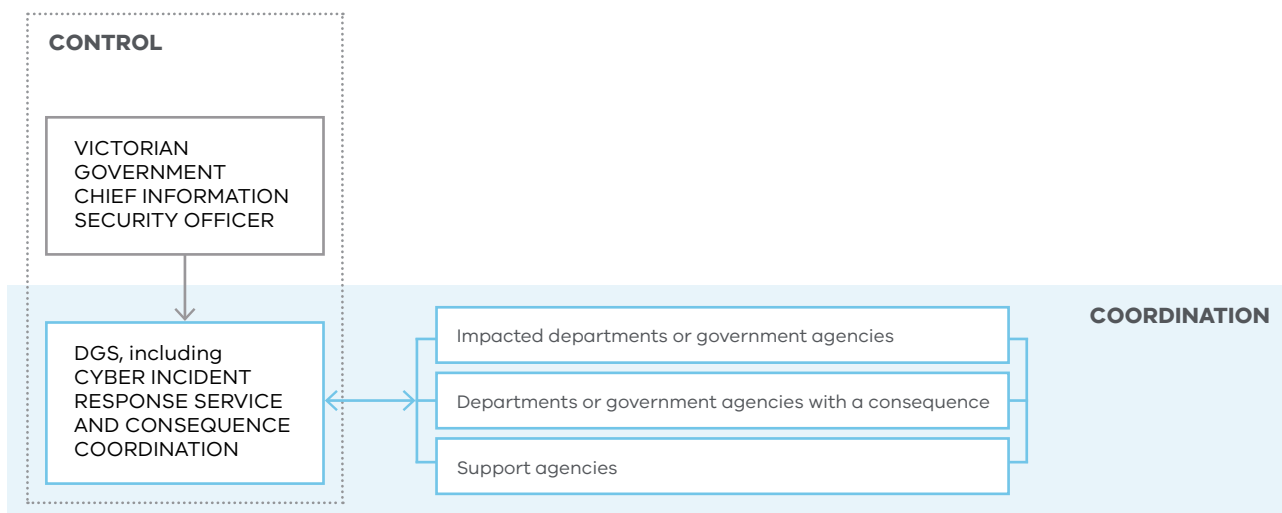 CONTROL
VICTORIAN
GOVERNMENT
CHIEF INFORMATION
SECURITY OFFICER
COORDINATION
DGS, including
CYBER INCIDENT
RESPONSE SERVICE
AND CONSEQUENCE
COORDINATION
Impacted departments or government agencies
Departments or government agencies with a consequence
Support agencies